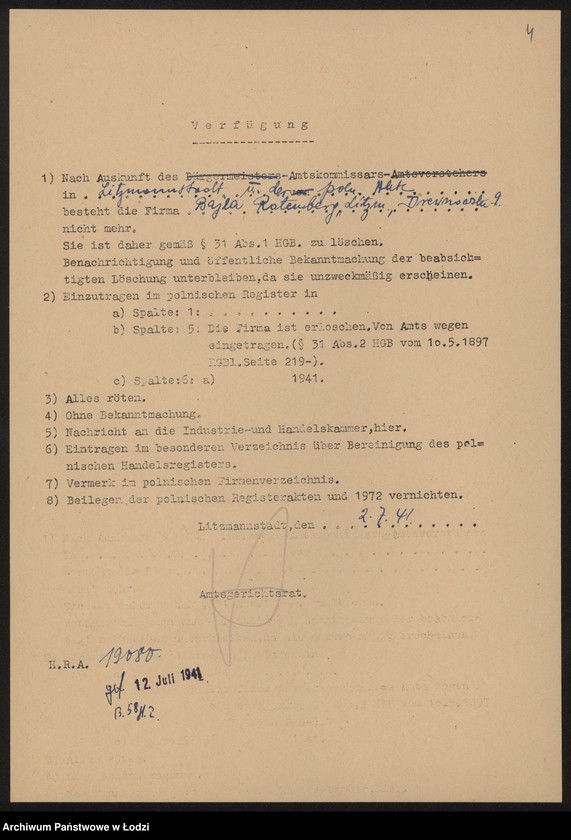 4
Verfügung
1) Nach Auskunft des Bürgermeisters-Amtskommissars-Amtsvorstehers
in . Litzmannstadt u. der poln. Akte
besteht die Firma . Bajla Rotenberg, Litzm.,
nicht mehr.
Sie ist daher gemäß § 31 Abs.1 HGB. zu löschen.
Benachrichtigung und öffentliche Bekanntmachung der beabsich=
tigten Löschung unterbleiben,da sie unzweckmäßig erscheinen.
2) Einzutragen im polnischen Register in
a) Spalte: 1: . . . . . . . . . . .
b) Spalte: 5: Die Firma ist erloschen.Von Amts wegen
eingetragen.(§ 31 Abs.2 HGB vom 10.5.1897
RGBl.Seite 219-).
c) Spalte:6: a) 1941.
3) Alles röten.
4) Ohne Bekanntmachung.
5) Nachricht an die Industrie-und Handelskammer,hier.
6) Eintragen im besonderen Verzeichnis über Bereinigung des pol=
nischen Handelsregisters.
7) Vermerk im polnischen Firmenverzeichnis.
8) Beilegen der polnischen Registerakten und 1972 vernichten.
Litzmannstadt,den . . . 2.7.41 . . . . .
Amtsgerichtsrat.
H.R.A. 19080.
gef. 12. Juli 1941
Archiwum Państwowe w Łodzi